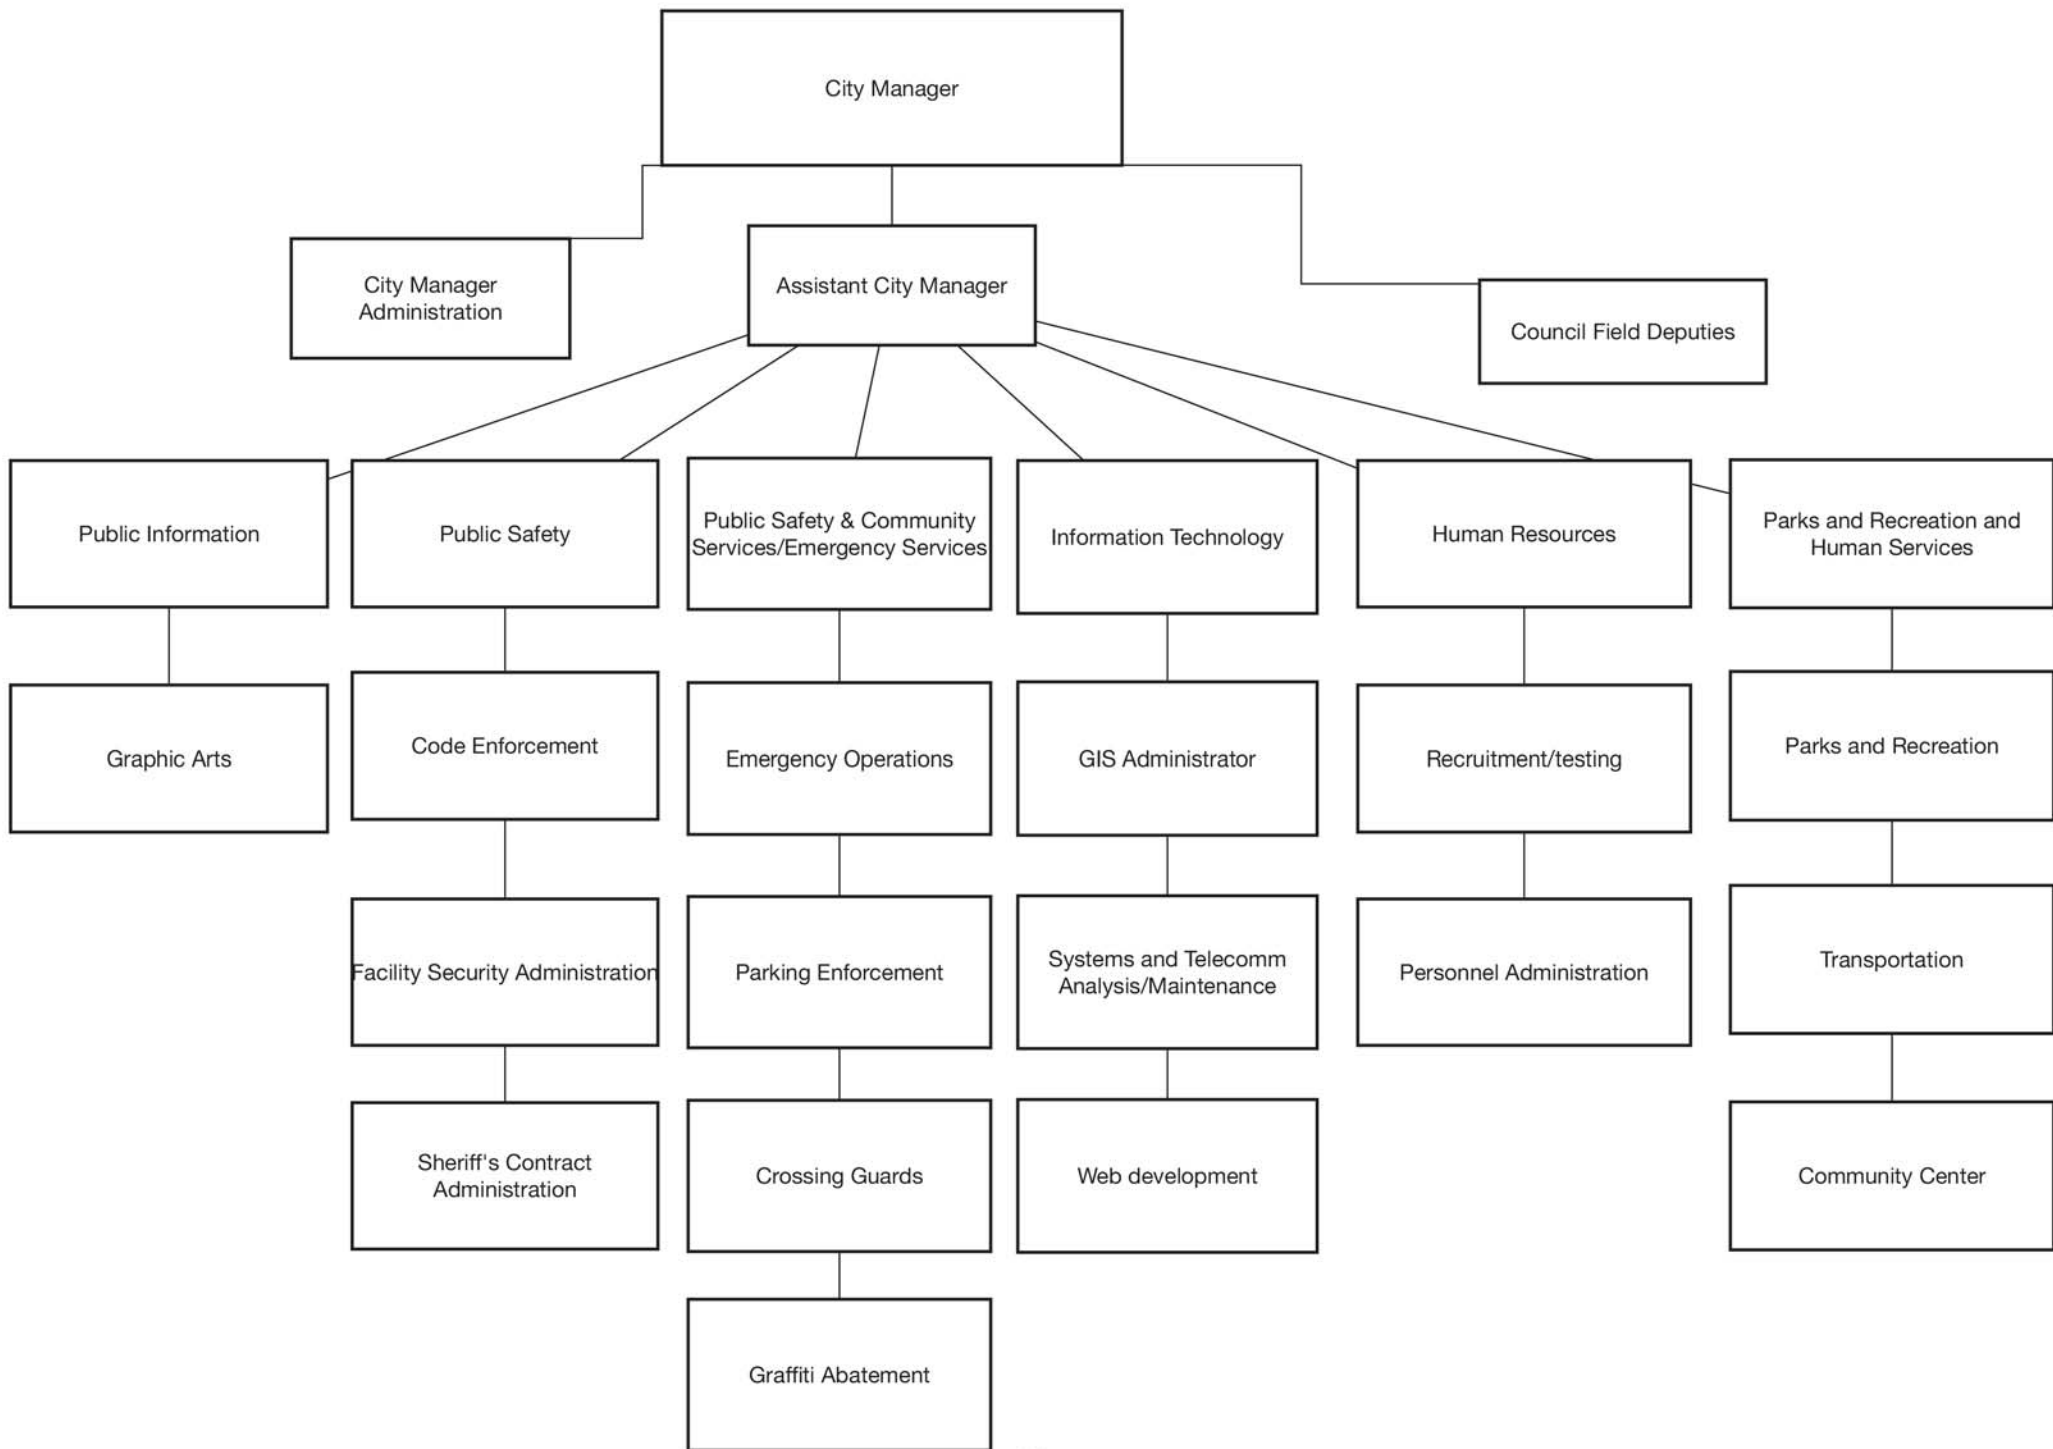 City Manager
City Manager
Administration
Assistant City Manager
Council Field Deputies
Public Information
Public Safety
Public Safety & Community
Services/Emergency Services
Information Technology
Human Resources
Parks and Recreation and
Human Services
Graphic Arts
Code Enforcement
Emergency Operations
GIS Administrator
Recruitment/testing
Parks and Recreation
Facility Security Administration
Parking Enforcement
Systems and Telecomm
Analysis/Maintenance
Personnel Administration
Transportation
Sheriff's Contract
Administration
Crossing Guards
Web development
Community Center
Graffiti Abatement